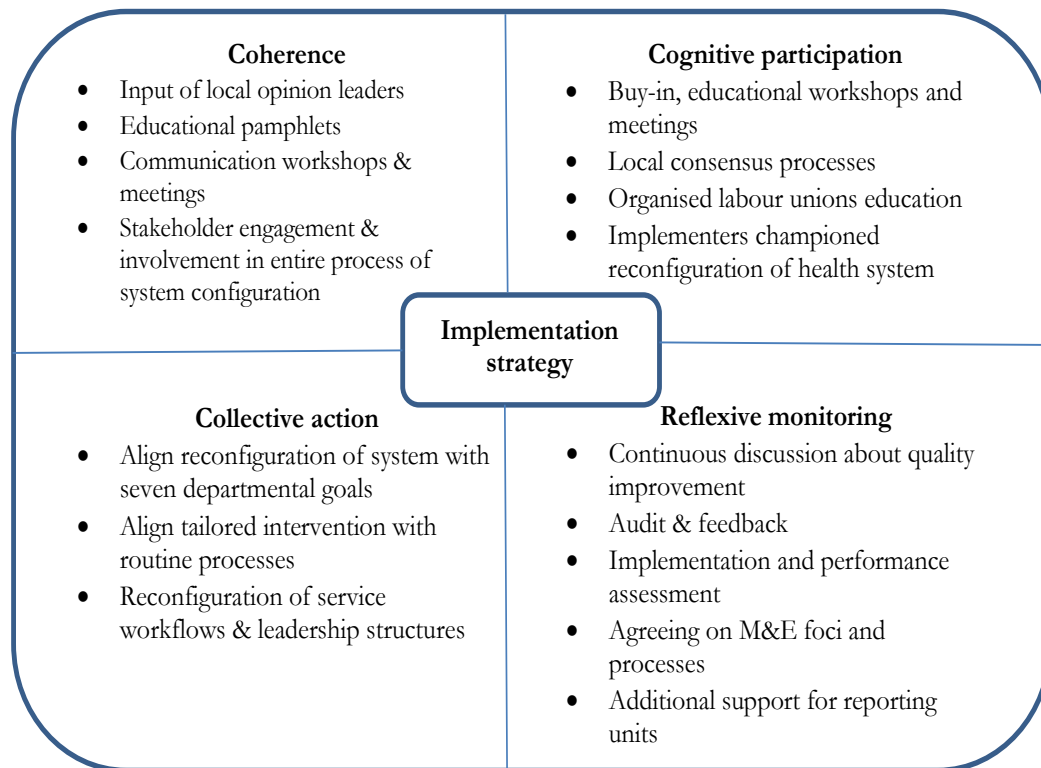 Coherence
• Input of local opinion leaders
• Educational pamphlets
• Communication workshops &
meetings
• Stakeholder engagement &
involvement in entire process of
system configuration
Cognitive participation
• Buy-in, educational workshops and
meetings
• Local consensus processes
• Organised labour unions education
• Implementers championed
reconfiguration of health system
Implementation
strategy
Collective action
• Align reconfiguration of system with
seven departmental goals
• Align tailored intervention with
routine processes
• Reconfiguration of service
workflows & leadership structures
Reflexive monitoring
• Continuous discussion about quality
improvement
• Audit & feedback
• Implementation and performance
assessment
• Agreeing on M&E foci and
processes
• Additional support for reporting
units